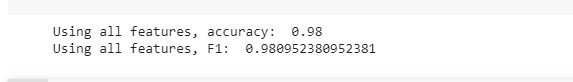 Using all features, accuracy:  0.98
Using all features, F1:  0.980952380952381